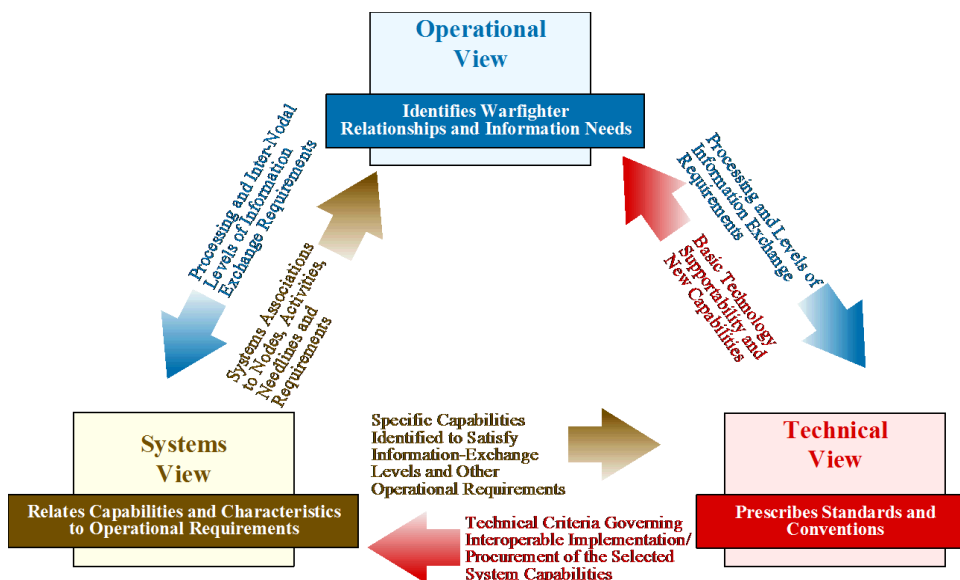 Operational
View
Identifies Warfighter
Relationships and Information Needs
Processing and Inter-Nodal
Levels of Information
Exchange Requirements
Systems Associations
to Nodes, Activities,
Needlines and
Requirements
Processing and Levels of
Information Exchange
Requirements
Basic Technology
Supportability and
New Capabilities
Systems
View
Relates Capabilities and Characteristics
to Operational Requirements
Specific Capabilities
Identified to Satisfy
Information-Exchange
Levels and Other
Operational Requirements
Technical Criteria Governing
Interoperable Implementation/
Procurement of the Selected
System Capabilities
Technical
View
Prescribes Standards and
Conventions